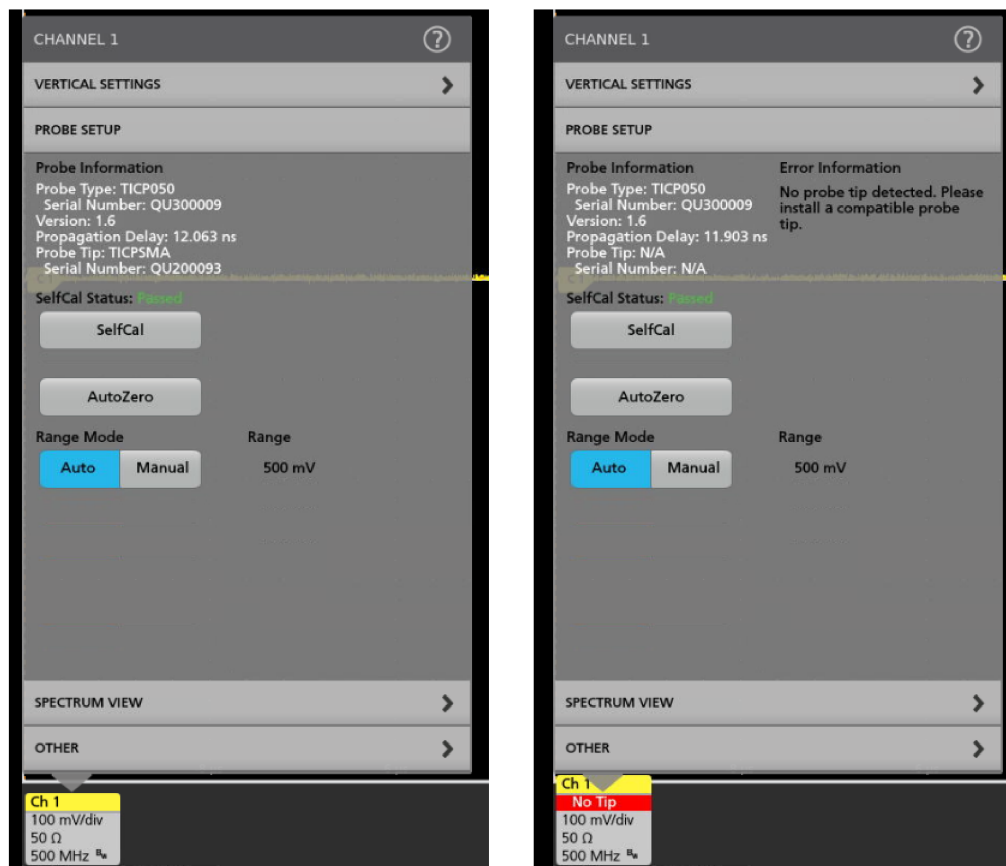 CHANNEL 1
?
VERTICAL SETTINGS
PROBE SETUP
Probe Information
Probe Type: TICP050
Serial Number: QU300009
Version: 1.6
Propagation Delay: 12.063 ns
Probe Tip: TICPSMA
Serial Number: QU200093
SelfCal Status: Passed
SelfCal
AutoZero
Range Mode
Range
Auto
Manual
500 mV
SPECTRUM VIEW
OTHER
Ch 1
100 mV/div
50 Ω
500 MHz
CHANNEL 1
?
VERTICAL SETTINGS
PROBE SETUP
Probe Information
Probe Type: TICP050
Serial Number: QU300009
Version: 1.6
Propagation Delay: 11.903 ns
Probe Tip: N/A
Serial Number: N/A
Error Information
No probe tip detected. Please
install a compatible probe
tip.
SelfCal Status: Passed
SelfCal
AutoZero
Range Mode
Range
Auto
Manual
500 mV
SPECTRUM VIEW
OTHER
Ch 1
No Tip
100 mV/div
50 Ω
500 MHz